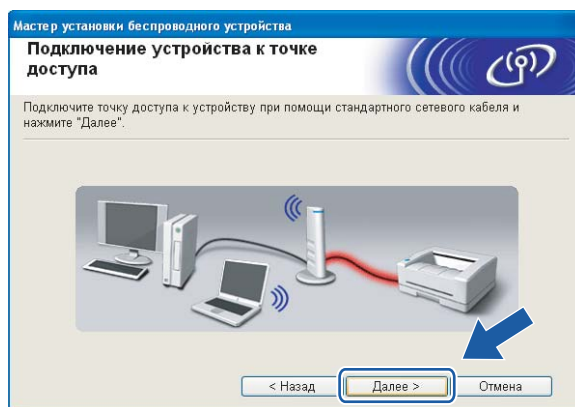 Мастер установки беспроводного устройства
Подключение устройства к точке
доступа
Подключите точку доступа к устройству при помощи стандартного сетевого кабеля и
нажмите "Далее".
< Назад
Далее >
Отмена